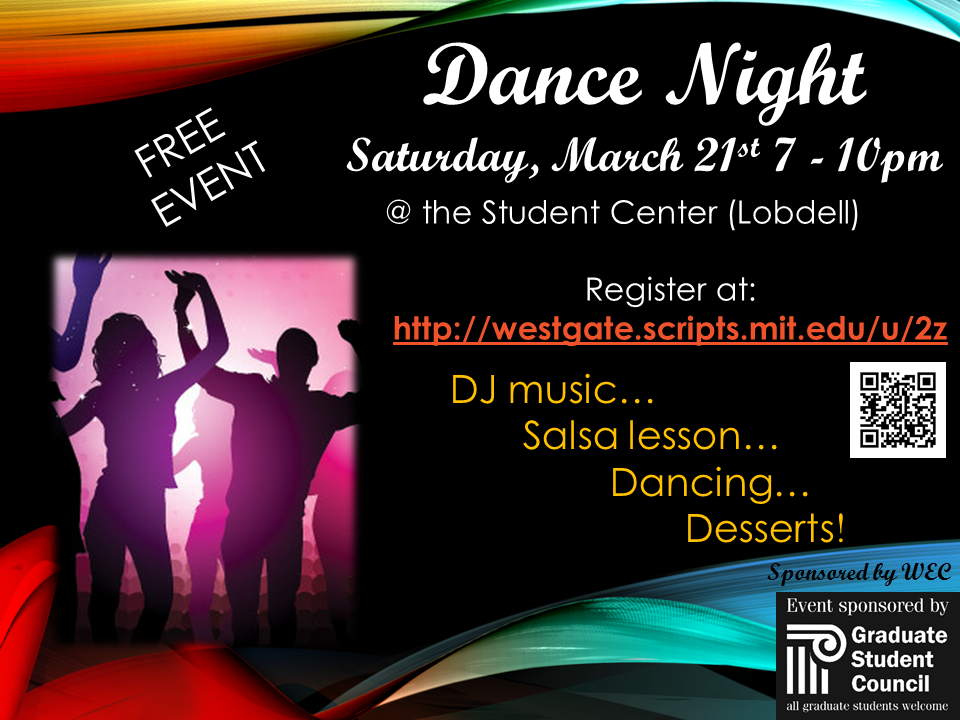 Dance Night
Saturday, March 21st 7 - 10pm
@ the Student Center (Lobdell)
FREE
EVENT
Register at:
http://westgate.scripts.mit.edu/u/2z
DJ music…
Salsa lesson…
Dancing…
Desserts!
Sponsored by WEC
Event sponsored by
Graduate
Student
Council
all graduate students welcome